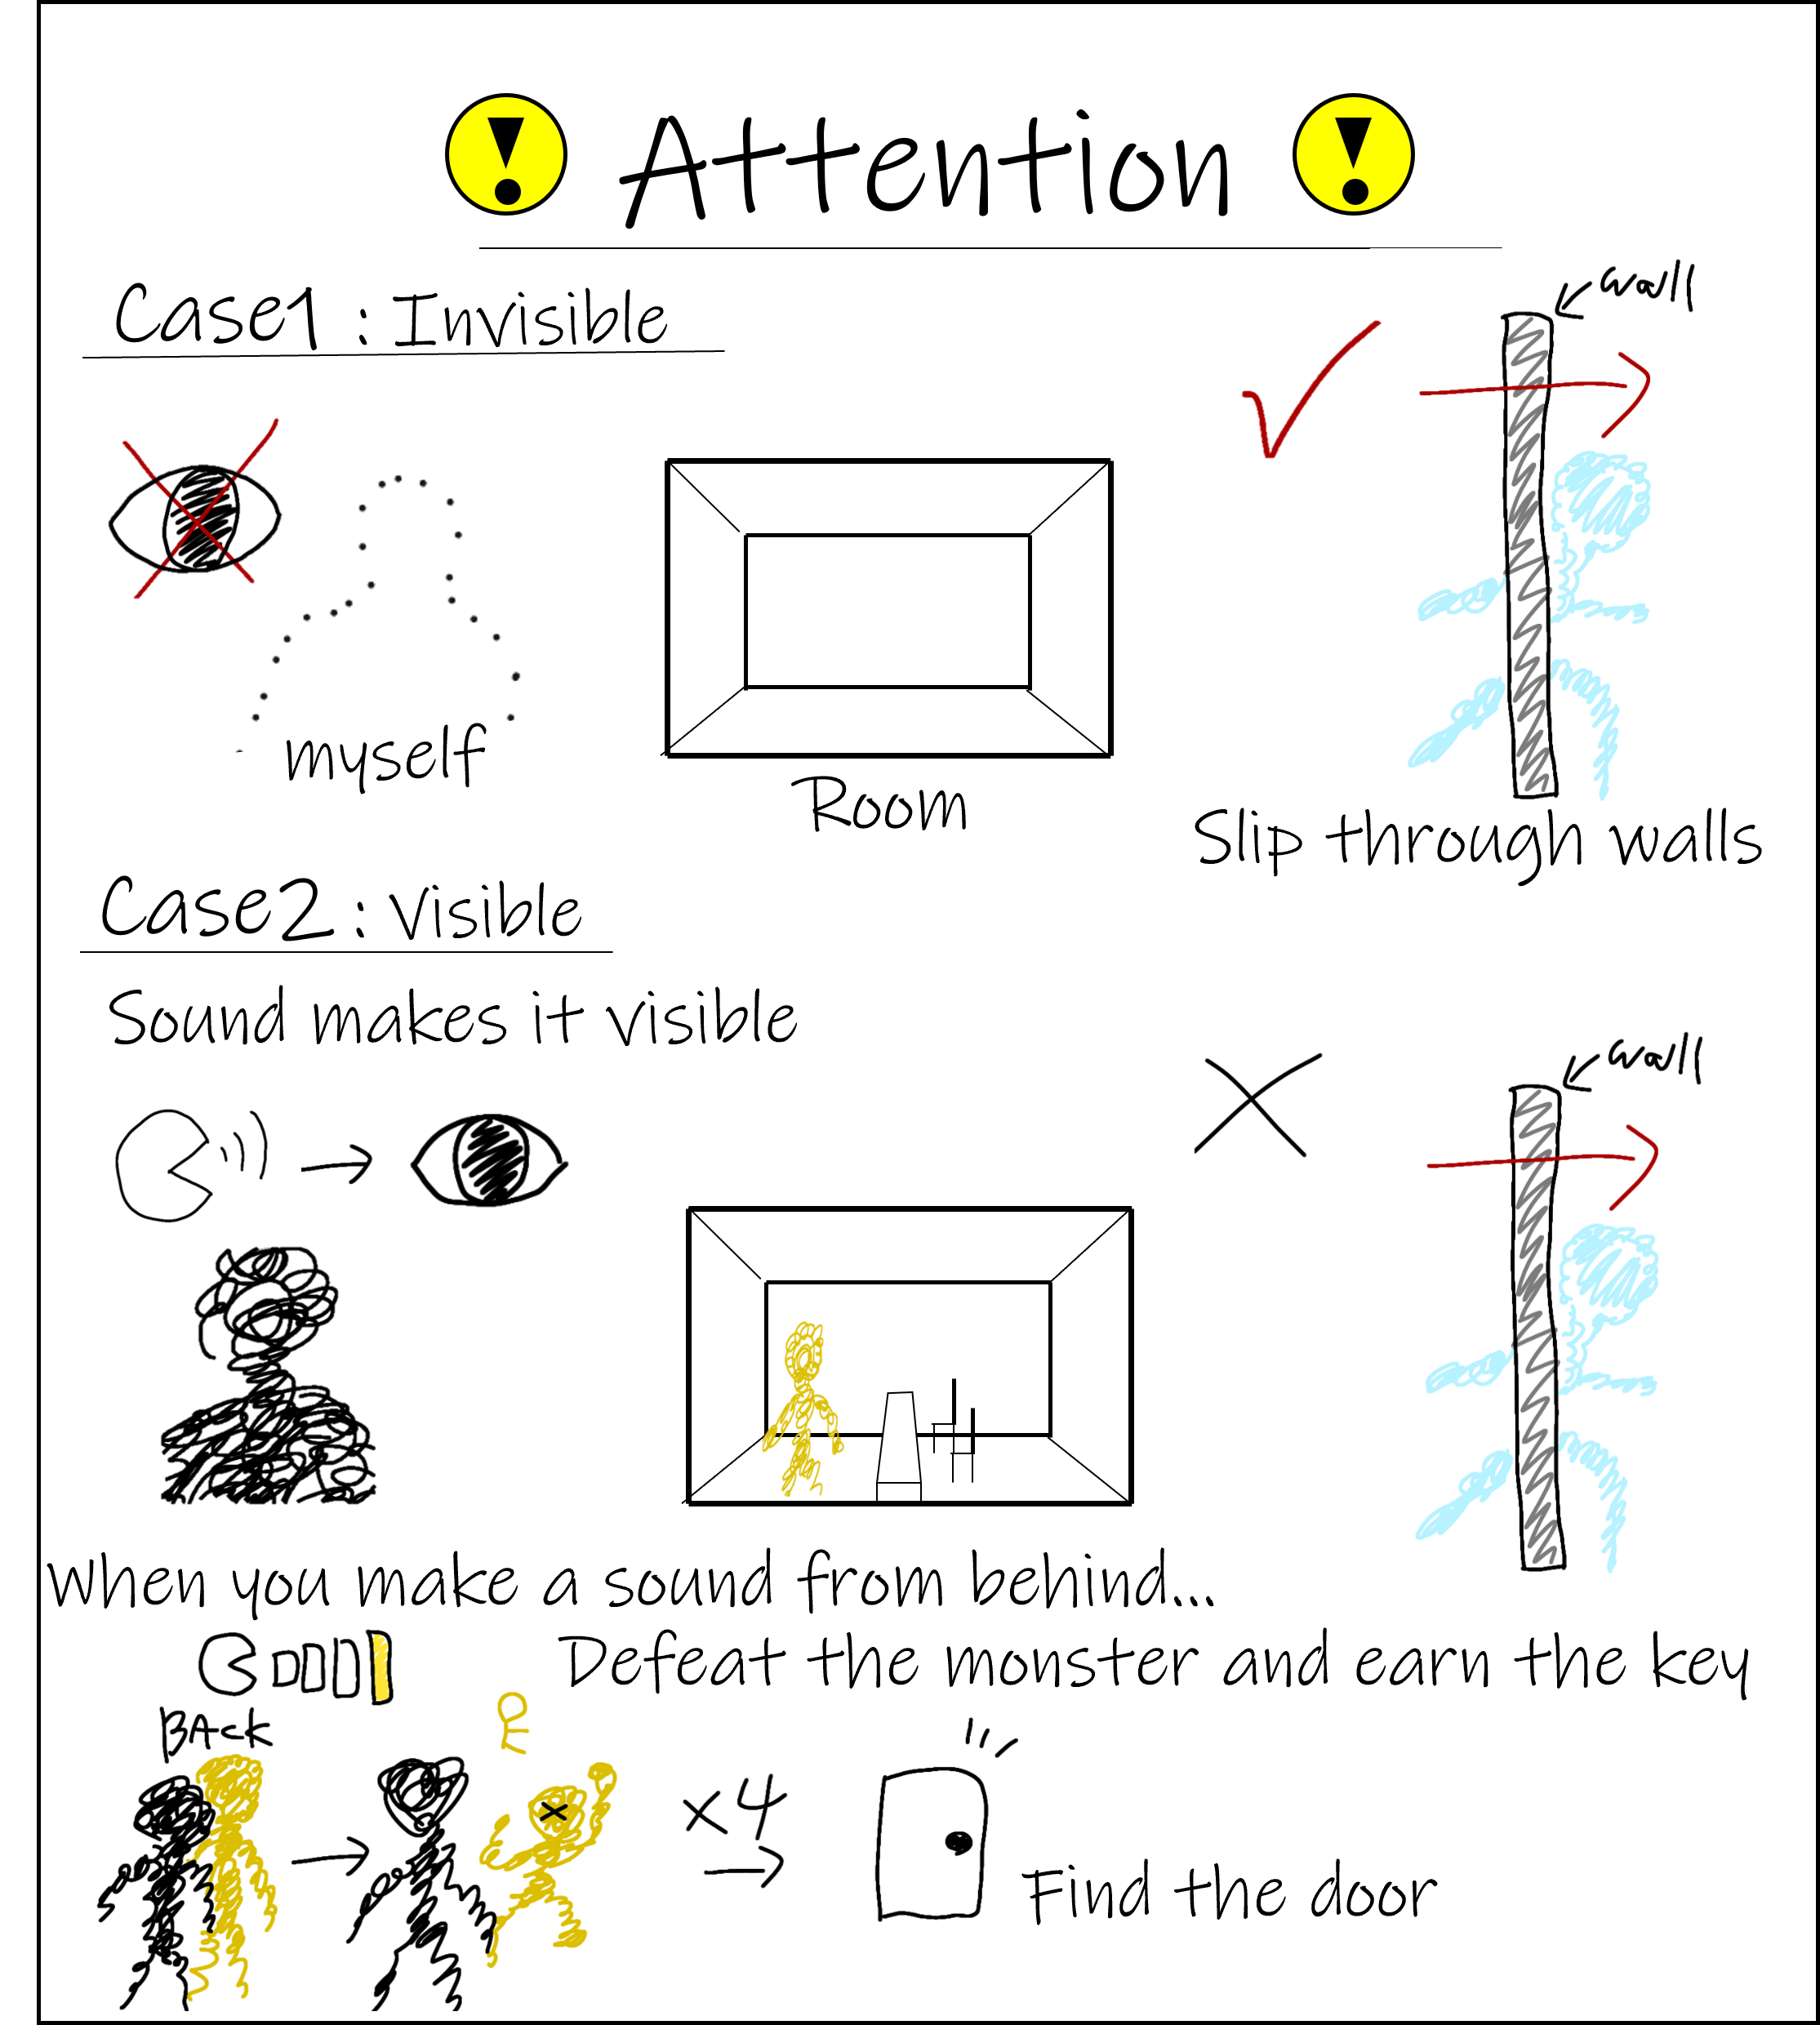 Attention
Case1 : Invisible
wall
myself
Room
Slip through walls
Case2 : Visible
Sound makes it visible
wall
When you make a sound from behind...
Defeat the monster and earn the key
BACK
×4
Find the door